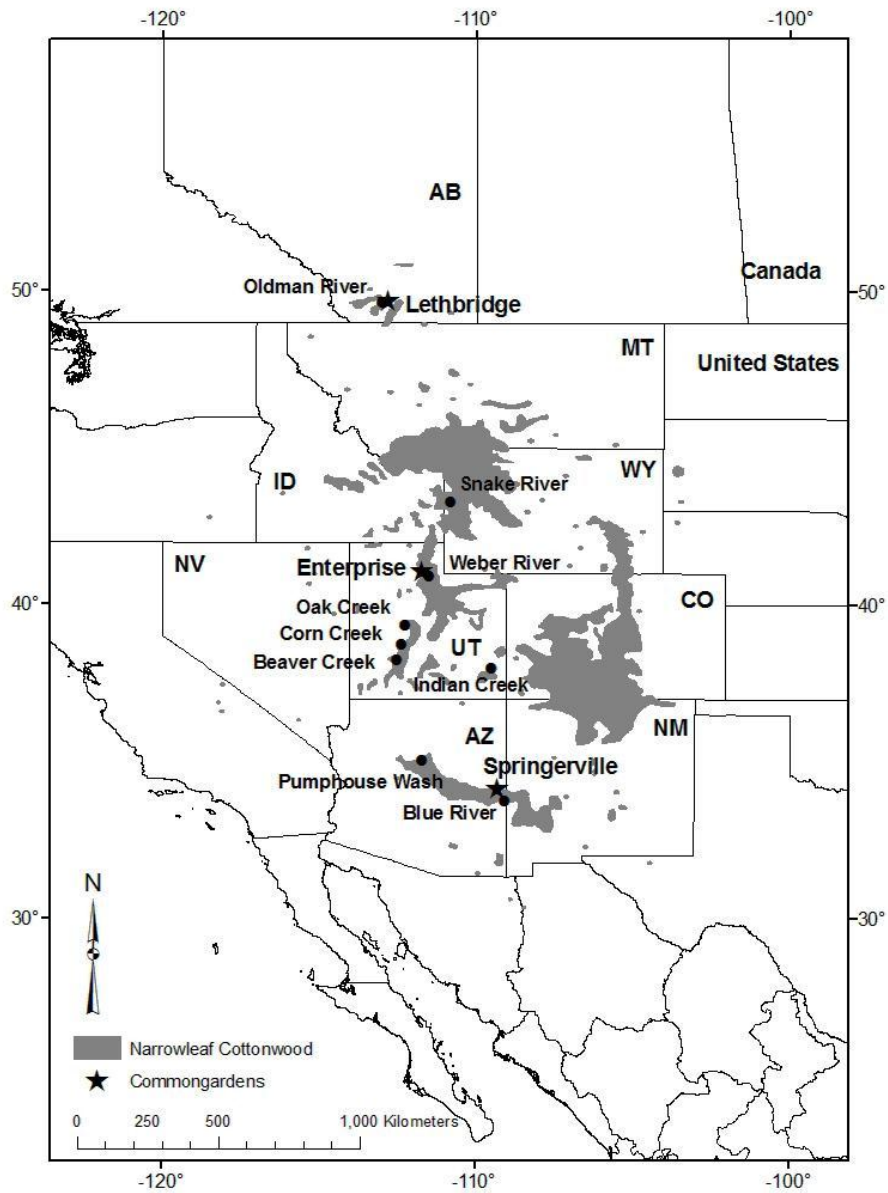 -120° -110° -100°
AB
Canada
50° 50°
Oldman River
Lethbridge
MT
United States
WY
ID
Snake River
NV
Enterprise
Weber River
40° 40°
CO
Oak Creek
Corn Creek
UT
Beaver Creek
Indian Creek
AZ
NM
Springerville
Pumphouse Wash
Blue River
N
30° 30°
Narrowleaf Cottonwood
Commongardens
0 250 500 1,000 Kilometers
-120° -110° -100°